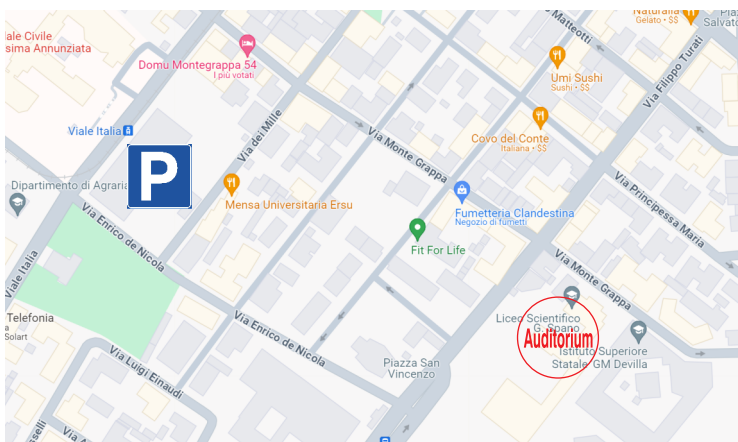 Naturalia
Gelato • $$
Salvato
ale Civile
sima Annunziata
Matteotti
Domu Montegrappa 54
I più votati
Umi Sushi
Sushi • $$
Via Filippo Turati
Viale Italia
Via dei Mille
Via Monte Grappa
Covo del Conte
Italiana • $$
P
Dipartimento di Agraria
Mensa Universitaria Ersu
Fumetteria Clandestina
Negozio di fumetti
Via Principessa Maria
Via Enrico de Nicola
Fit For Life
Viale Italia
Via Monte Grappa
Telefonia
a
Solart
Via Enrico de Nicola
Liceo Scientifico
G. Spano
Auditorium
Istituto Superiore
Statale "GM Devilla
Via Luigi Einaudi
Piazza San
Vincenzo
selli
Via A